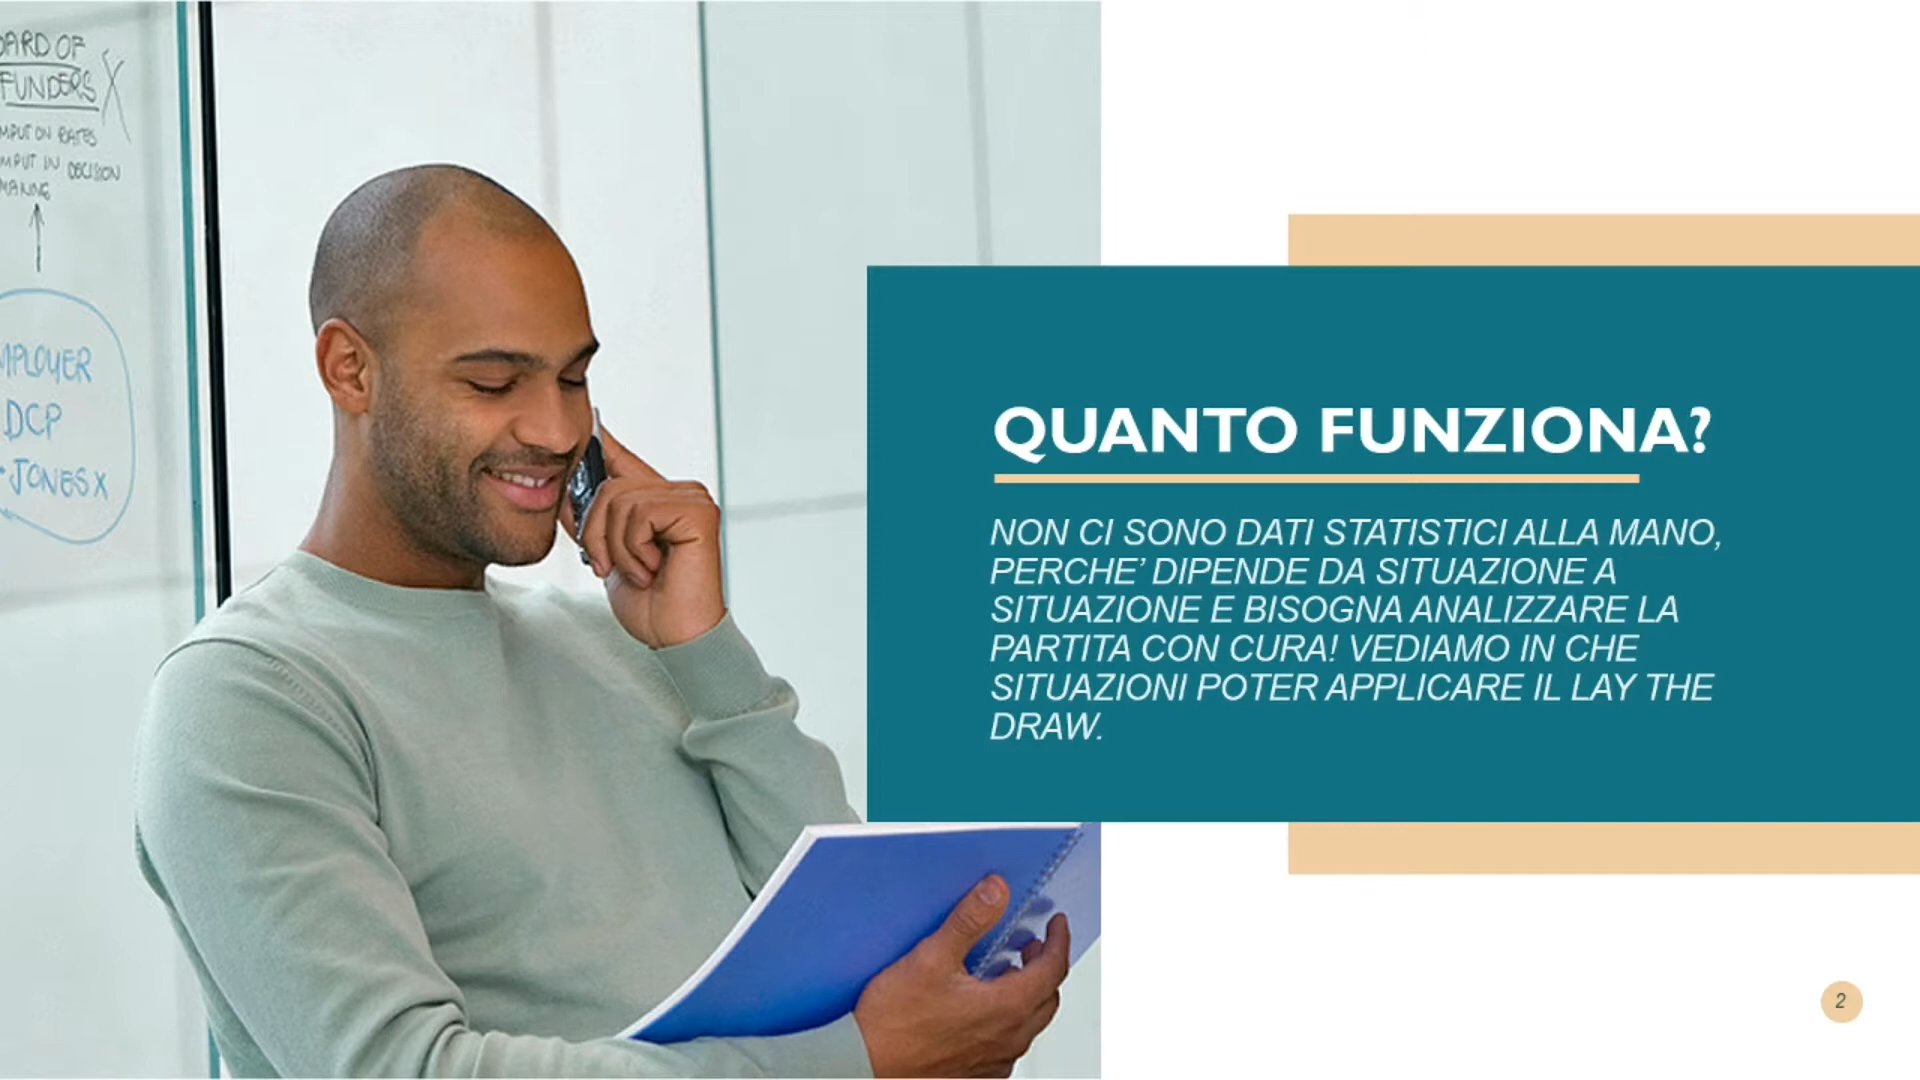 OARD OF
FUNDERS X
INPUT ON RATES
INPUT IN DECISION
MAKING
MPLOYER
DCP
JONES X
QUANTO FUNZIONA?
NON CI SONO DATI STATISTICI ALLA MANO,
PERCHE’ DIPENDE DA SITUAZIONE A
SITUAZIONE E BISOGNA ANALIZZARE LA
PARTITA CON CURA! VEDIAMO IN CHE
SITUAZIONI POTER APPLICARE IL LAY THE
DRAW.
2